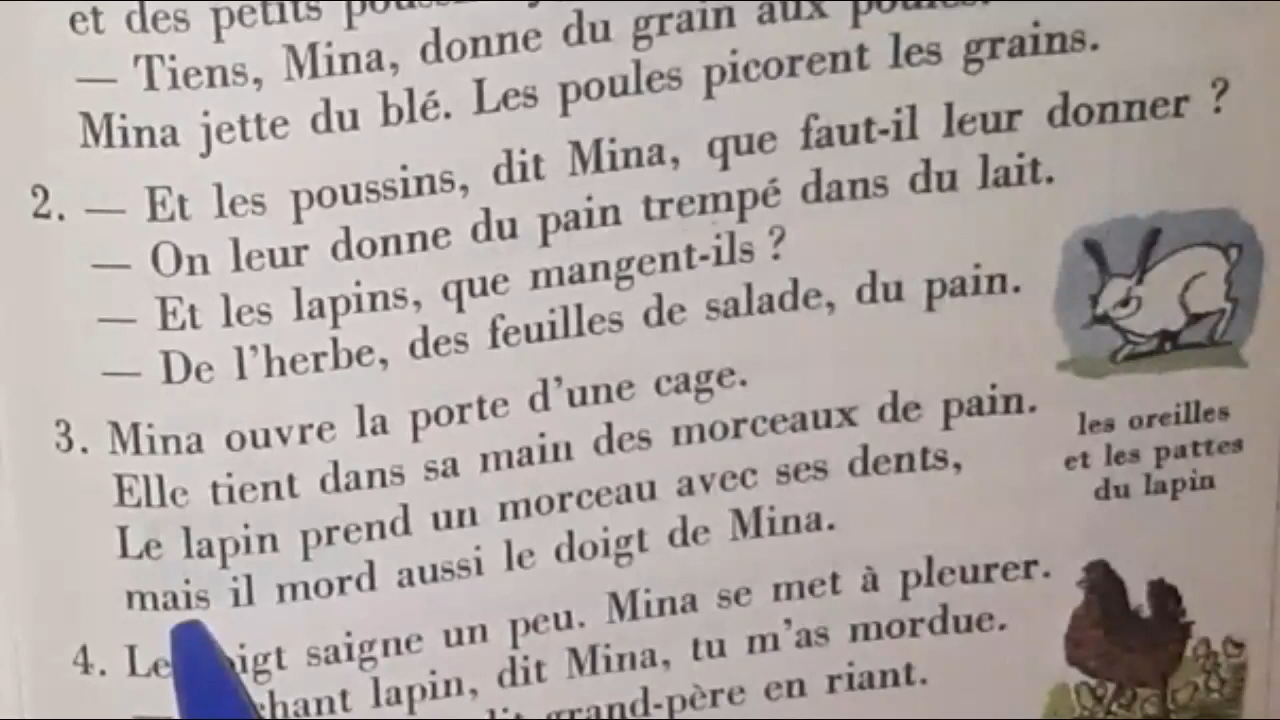 et des petits
— Tiens, Mina, donne du grain aux poules.
Mina jette du blé. Les poules picorent les grains.
2. — Et les poussins, dit Mina, que faut-il leur donner ?
— On leur donne du pain trempé dans du lait.
— Et les lapins, que mangent-ils ?
— De l'herbe, des feuilles de salade, du pain.
3. Mina ouvre la porte d'une cage.
Elle tient dans sa main des morceaux de pain.
Le lapin prend un morceau avec ses dents,
mais il mord aussi le doigt de Mina.
4. Le saigne un peu. Mina se met à pleurer.
lapin, dit Mina, tu m'as mordue.
grand-père en riant.
les oreilles
et les pattes
du lapin